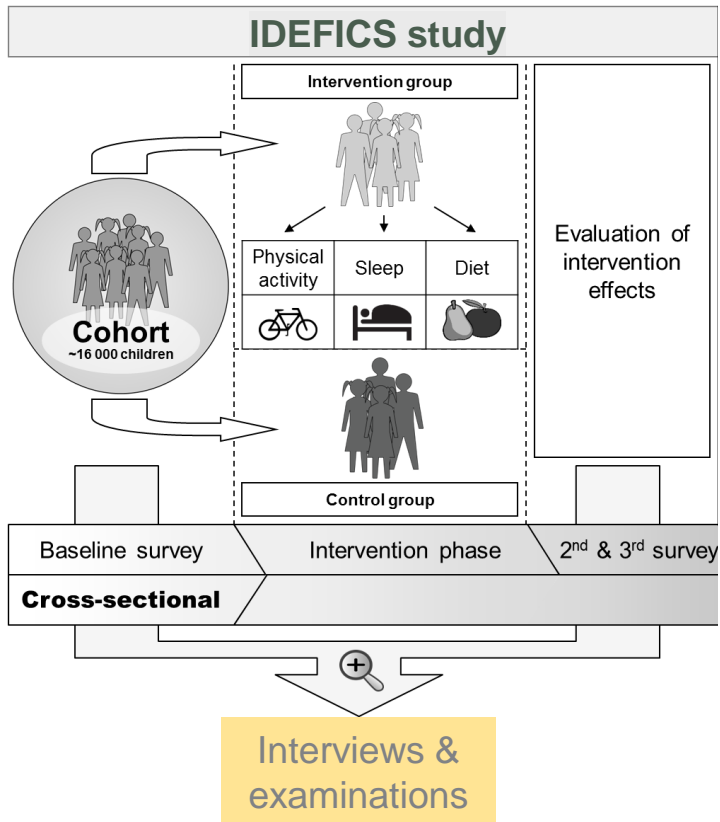 IDEFICS study
Intervention group
Physical
activity
Sleep
Diet
Evaluation of
intervention
effects
Cohort
~16 000 children
Control group
Baseline survey
Intervention phase
2nd & 3rd survey
Cross-sectional
Interviews &
examinations